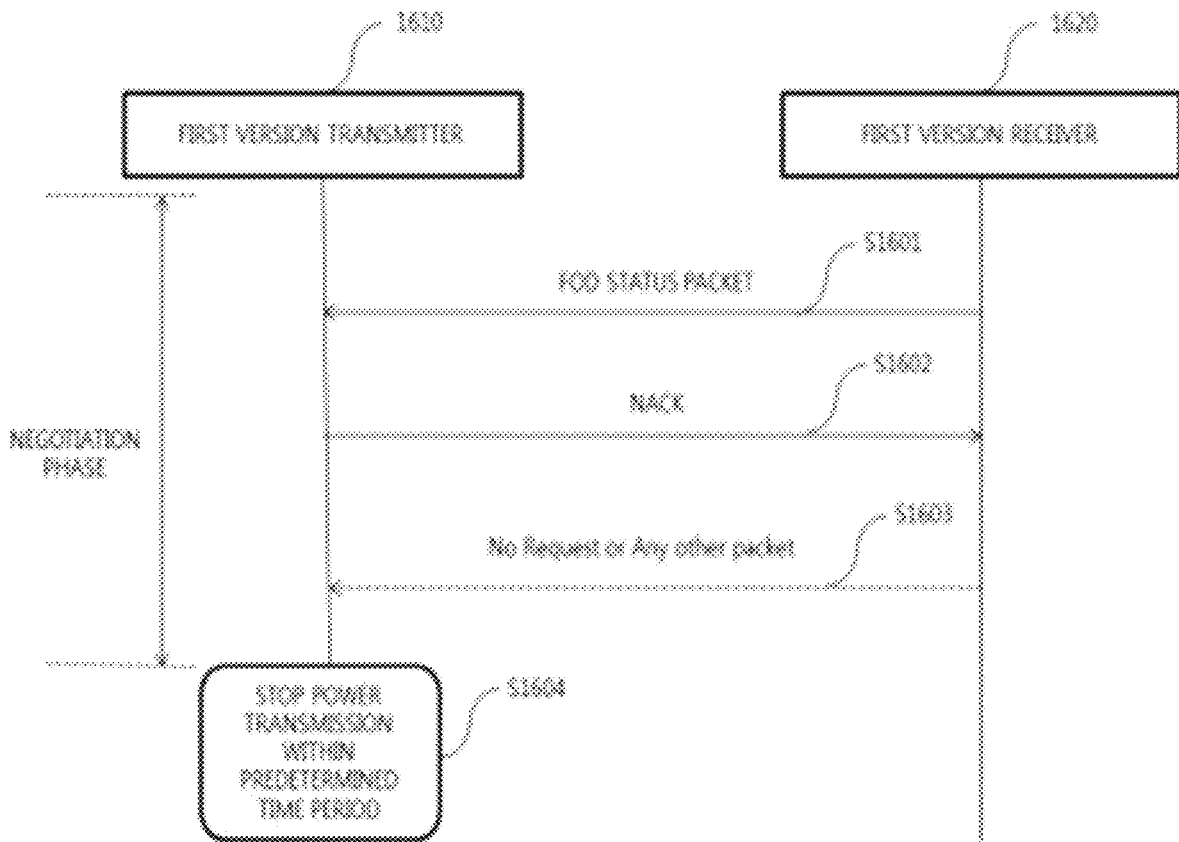 1610
1620
FIRST VERSION TRANSMITTER
FIRST VERSION RECEIVER
S1601
FOD STATUS PACKET
S1602
NACK
NEGOTIATION
PHASE
S1603
No Request or Any other packet
STOP POWER
TRANSMISSION
WITHIN
PREDETERMINED
TIME PERIOD
S1604